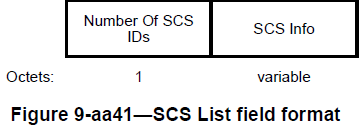 Number Of SCS
IDs
SCS Info
Octets: 1 variable
Figure 9-aa41—SCS List field format